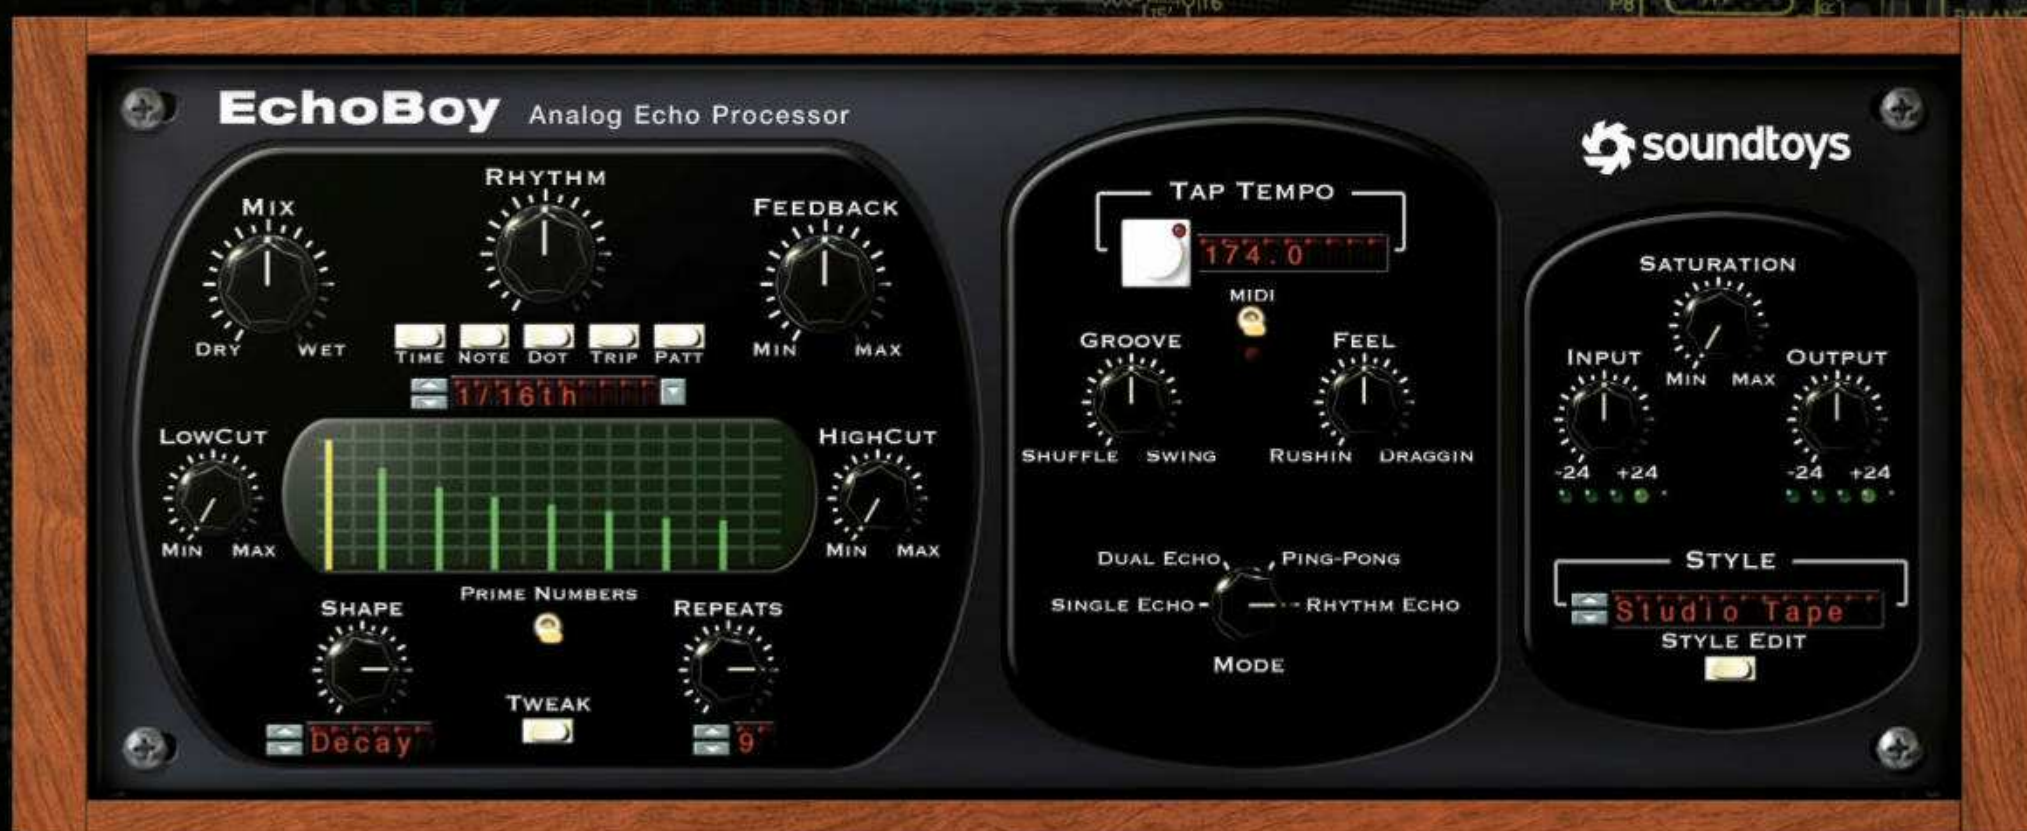 EchoBoy Analog Echo Processor
soundtoys
RHYTHM
MIX
FEEDBACK
DRY WET
TIME NOTE DOT TRIP PATT
MIN MAX
1/16th
LOWCUT
HIGHCUT
MIN MAX
MIN MAX
PRIME NUMBERS
SHAPE
REPEATS
TWEAK
Decay
9
TAP TEMPO
174.0
MIDI
GROOVE
FEEL
SHUFFLE SWING
RUSHIN DRAGGIN
DUAL ECHO
PING-PONG
SINGLE ECHO
RHYTHM ECHO
MODE
SATURATION
MIN MAX
INPUT
OUTPUT
-24 +24
-24 +24
STYLE
Studio Tape
STYLE EDIT